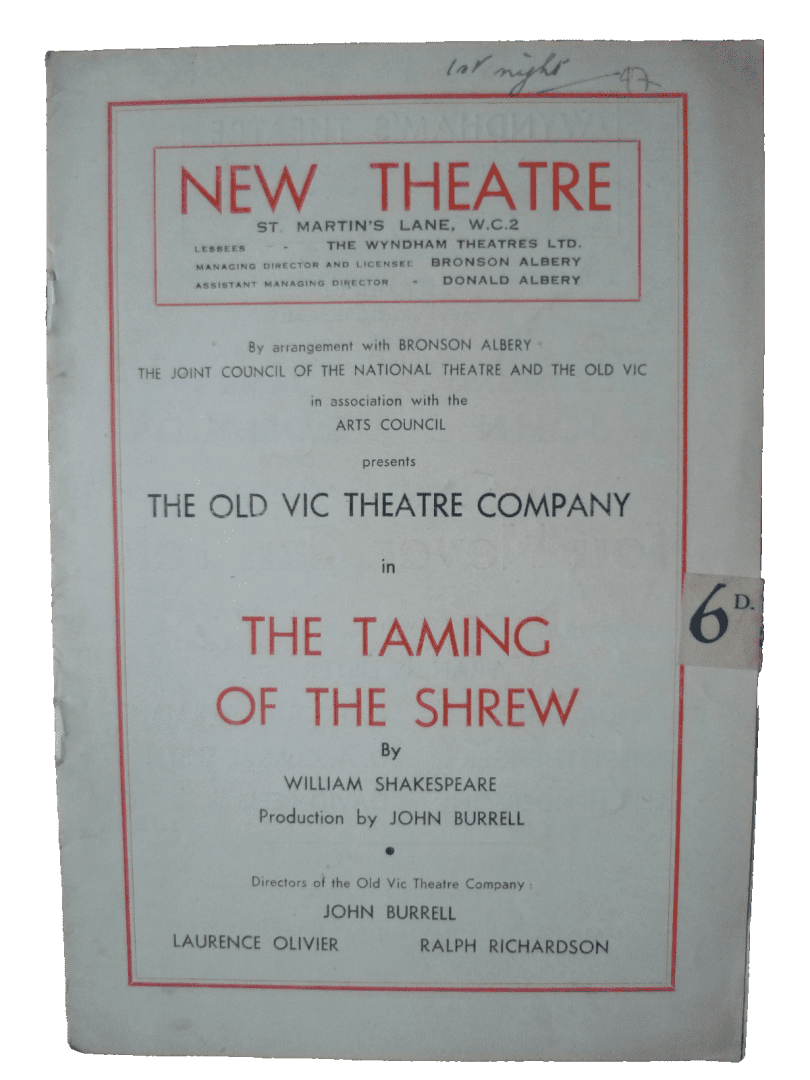 1st night 47
NEW THEATRE
ST. MARTIN'S LANE, W.C.2
LESSEES - - THE WYNDHAM THEATRES LTD.
MANAGING DIRECTOR AND LICENSEE BRONSON ALBERY
ASSISTANT MANAGING DIRECTOR - DONALD ALBERY
By arrangement with BRONSON ALBERY
THE JOINT COUNCIL OF THE NATIONAL THEATRE AND THE OLD VIC
in association with the
ARTS COUNCIL
presents
THE OLD VIC THEATRE COMPANY
in
THE TAMING
OF THE SHREW
6D.
By
WILLIAM SHAKESPEARE
Production by JOHN BURRELL
Directors of the Old Vic Theatre Company:
JOHN BURRELL
LAURENCE OLIVIER RALPH RICHARDSON